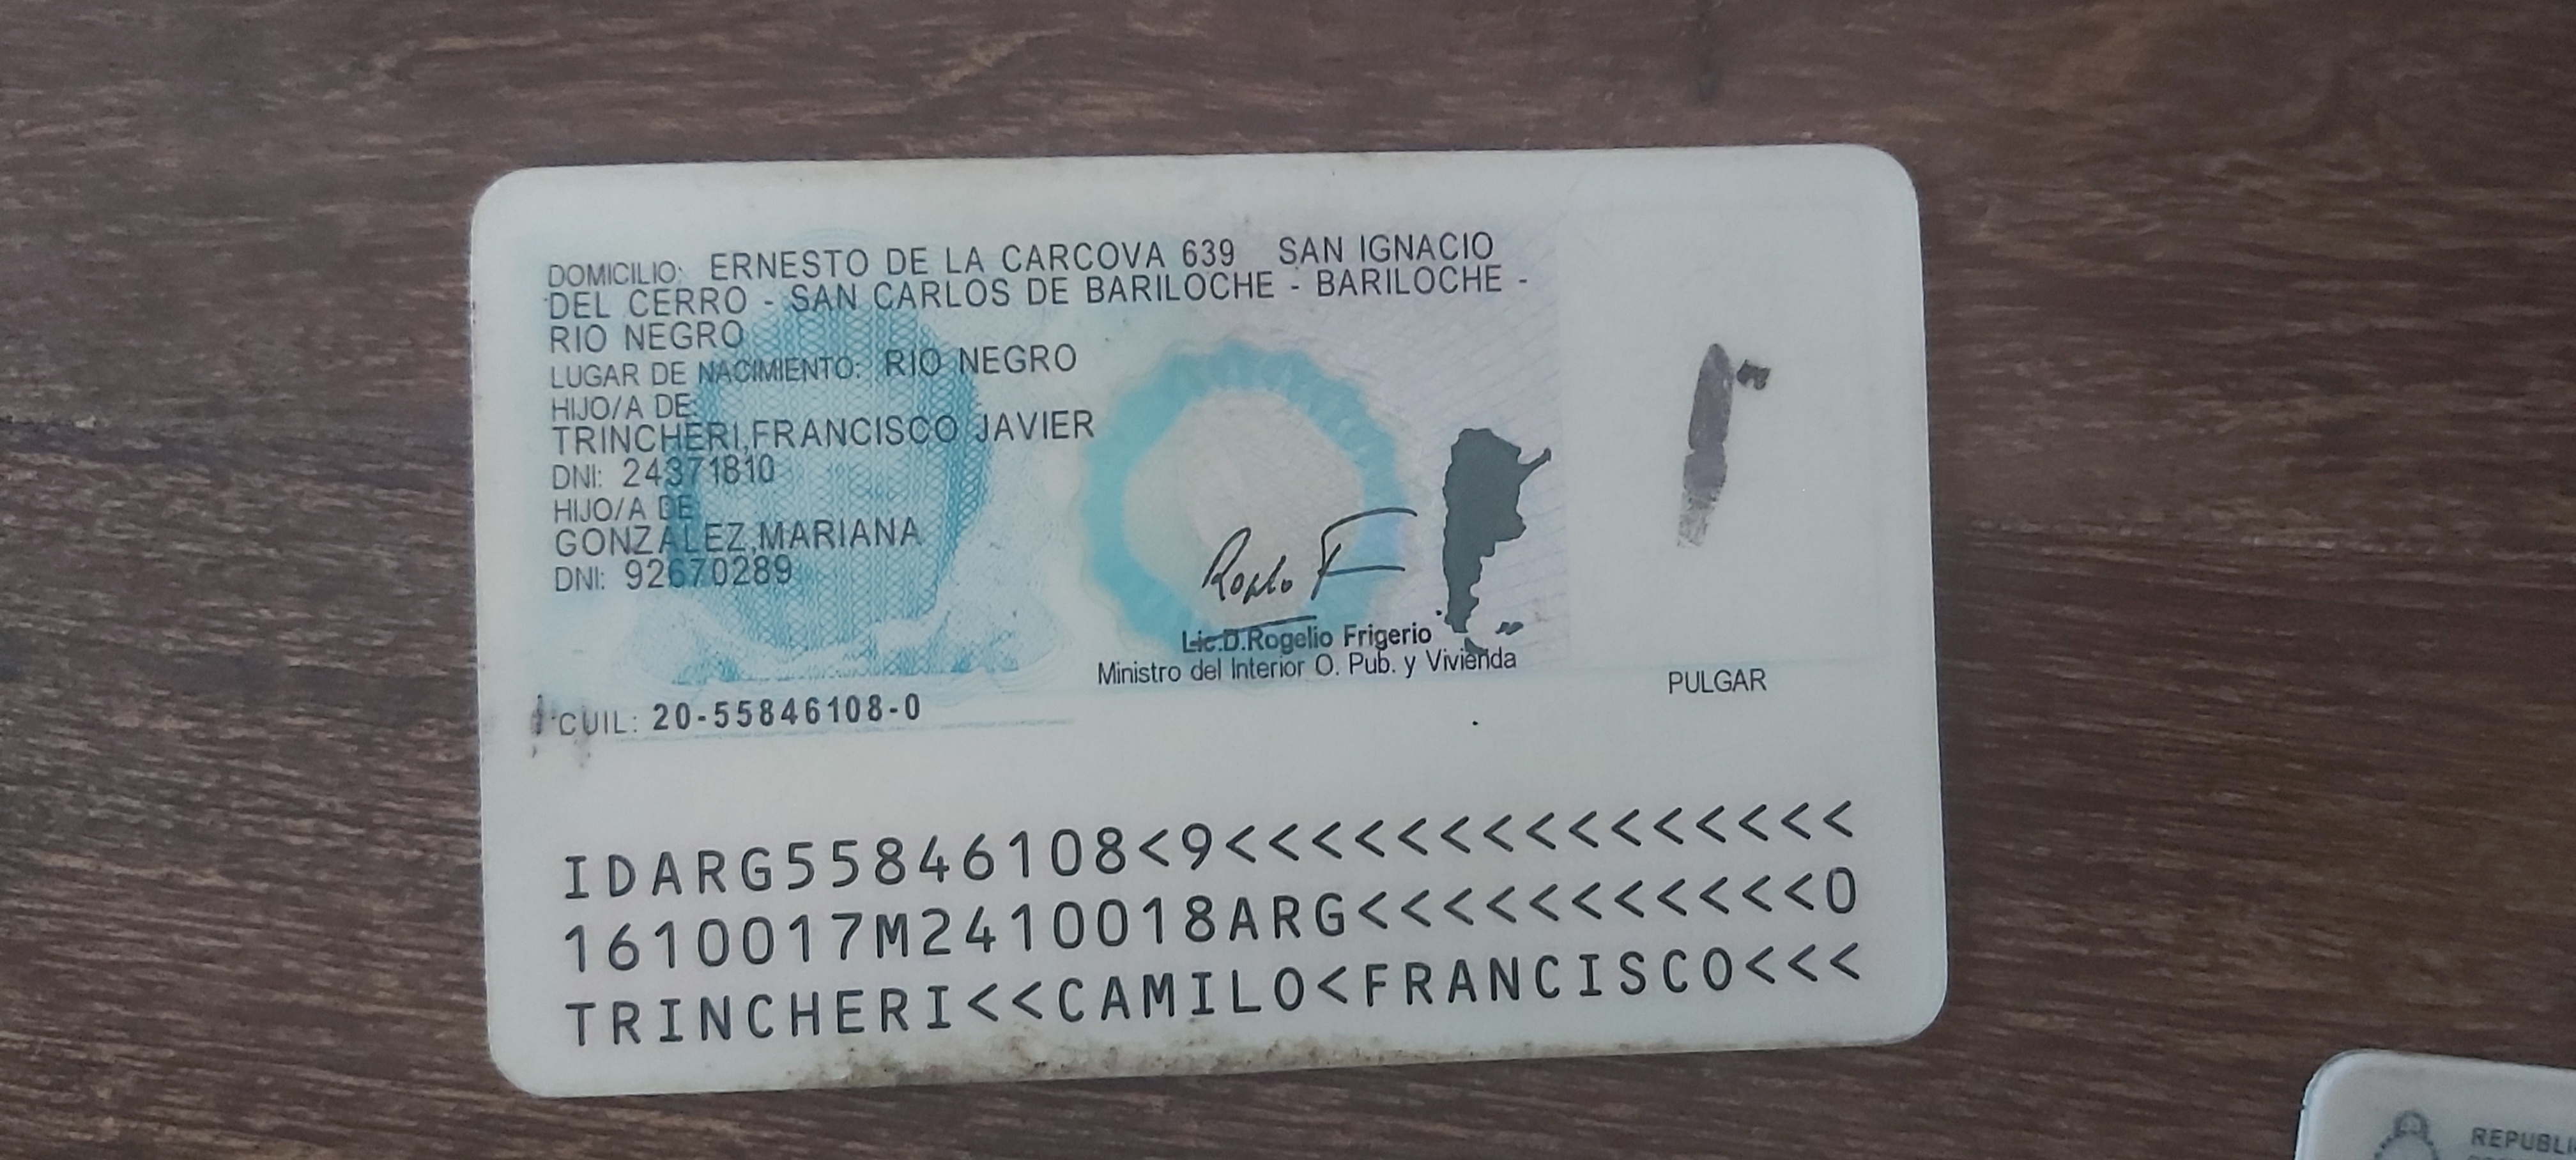 DOMICILIO: ERNESTO DE LA CARCOVA 639 SAN IGNACIO
DEL CERRO - SAN CARLOS DE BARILOCHE - BARILOCHE -
RIO NEGRO
LUGAR DE NACIMIENTO: RIO NEGRO
HIJO/A DE:
TRINCHERI,FRANCISCO JAVIER
DNI: 24371810
HIJO/A DE
GONZALEZ,MARIANA
DNI: 92670289
Lic.D.Rogelio Frigerio
Ministro del Interior O. Pub. y Vivienda
PULGAR
CUIL: 20-55846108-0
IDARG55846108<9<<<<<<<<<<<<<<<
1610017M2410018ARG<<<<<<<<<<<0
TRINCHERI<<CAMILO<FRANCISCO<<<